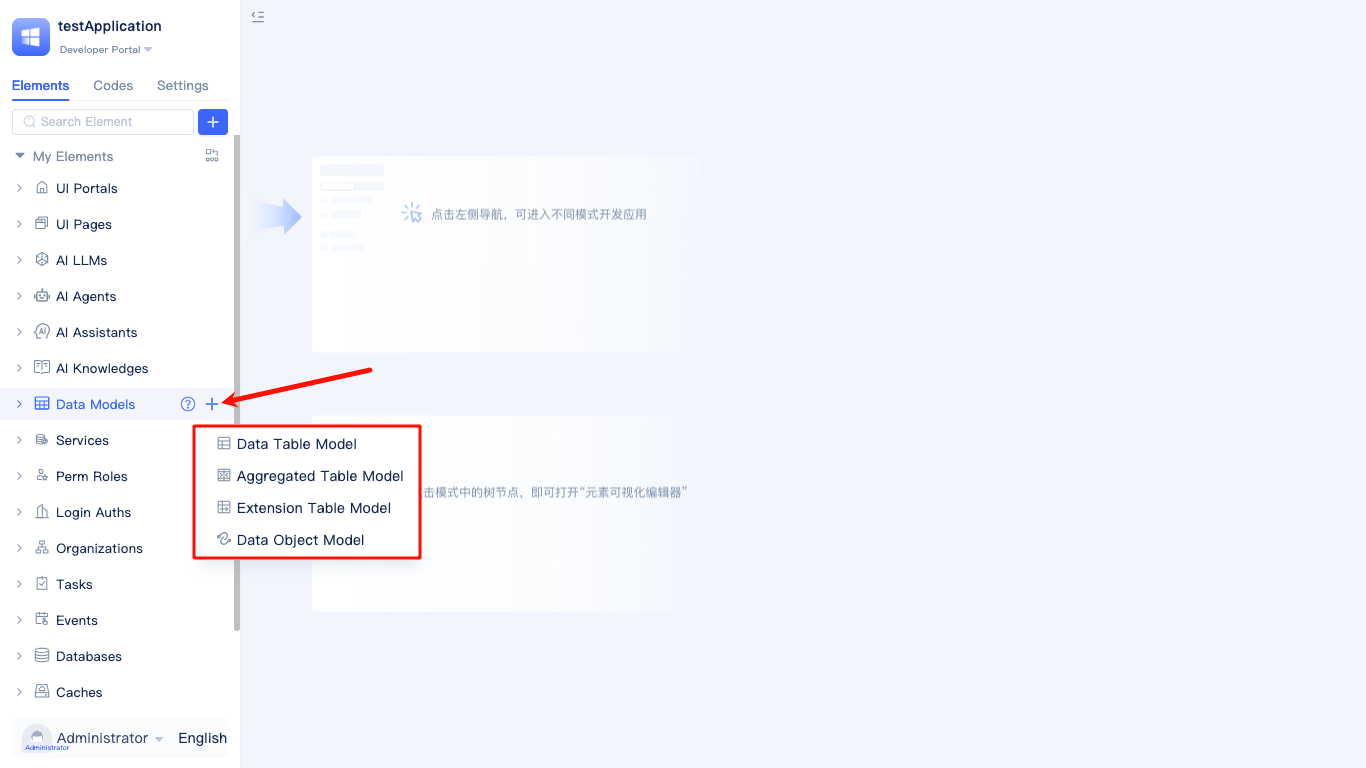 testApplication
Developer Portal
Elements Codes Settings
Search Element
My Elements
UI Portals
UI Pages
AI LLMs
AI Agents
AI Assistants
AI Knowledges
Data Models
Services
Perm Roles
Login Auths
Organizations
Tasks
Events
Databases
Caches
Administrator English
Administrator
点击左侧导航，可进入不同模式开发应用
Data Table Model
Aggregated Table Model
Extension Table Model
Data Object Model
击模式中的树节点，即可打开“元素可视化编辑器”